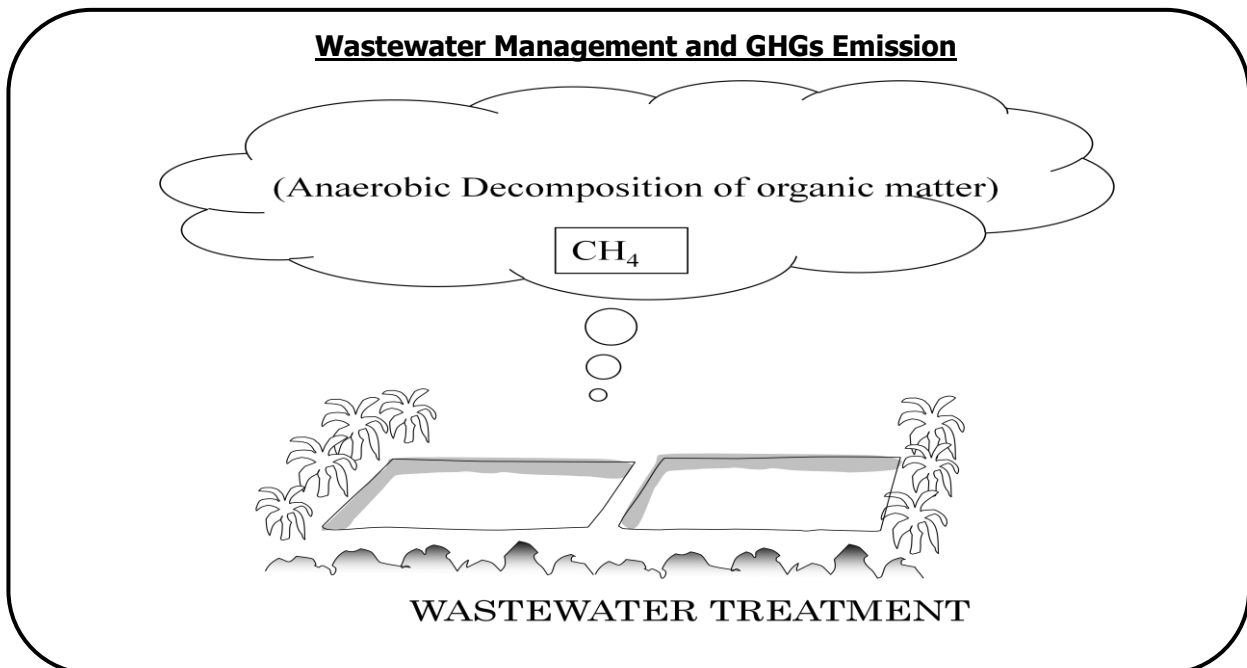 Wastewater Management and GHGs Emission
(Anaerobic Decomposition of organic matter)
CH₄
WASTEWATER TREATMENT